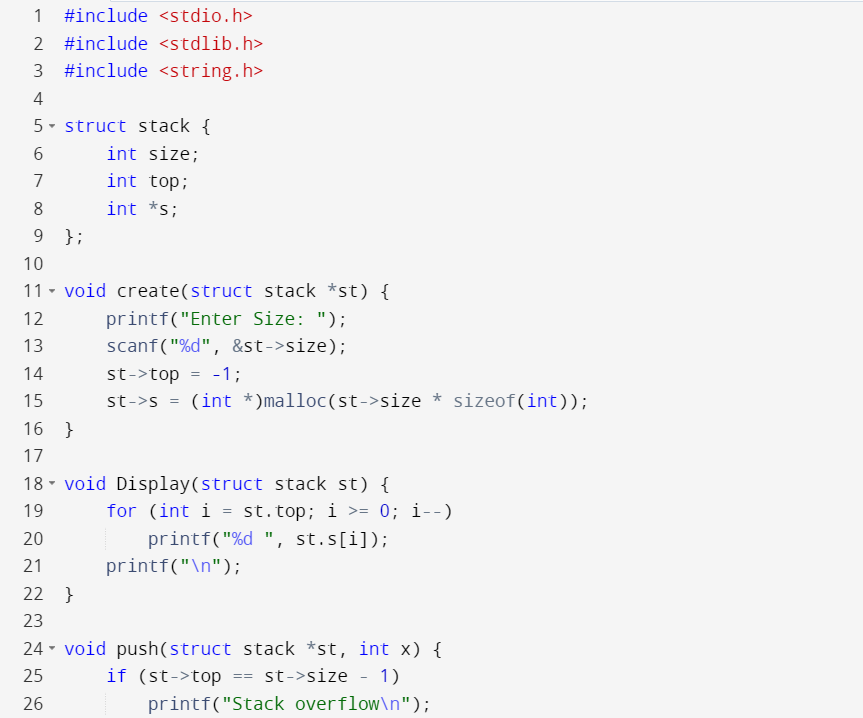 1 #include <stdio.h>
2 #include <stdlib.h>
3 #include <string.h>
4
5 struct stack {
6     int size;
7     int top;
8     int *s;
9 };
10
11 void create(struct stack *st) {
12     printf("Enter Size: ");
13     scanf("%d", &st->size);
14     st->top = -1;
15     st->s = (int *)malloc(st->size * sizeof(int));
16 }
17
18 void Display(struct stack st) {
19     for (int i = st.top; i >= 0; i--)
20         printf("%d ", st.s[i]);
21     printf("\n");
22 }
23
24 void push(struct stack *st, int x) {
25     if (st->top == st->size - 1)
26         printf("Stack overflow\n");